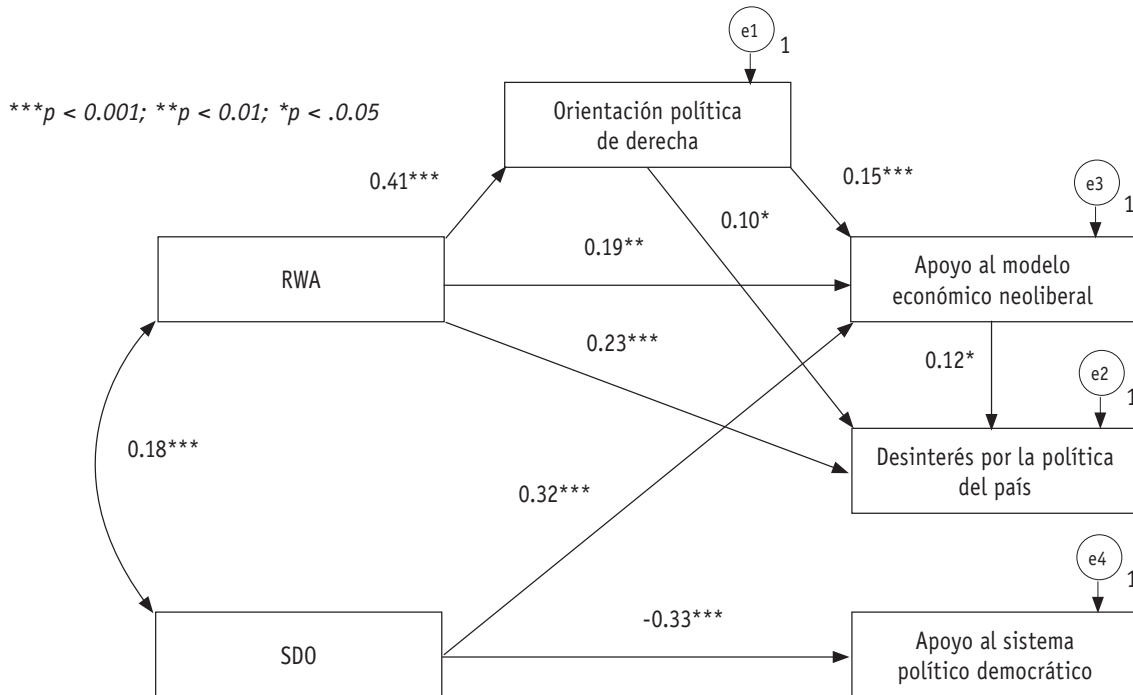 e1
1
***p < 0.001; **p < 0.01; *p < .0.05
Orientación política
de derecha
0.41***
0.15***
e3
1
0.10*
RWA
0.19**
Apoyo al modelo
económico neoliberal
0.23***
0.12*
e2
1
0.18***
Desinterés por la política
del país
0.32***
e4
1
-0.33***
SDO
Apoyo al sistema
político democrático